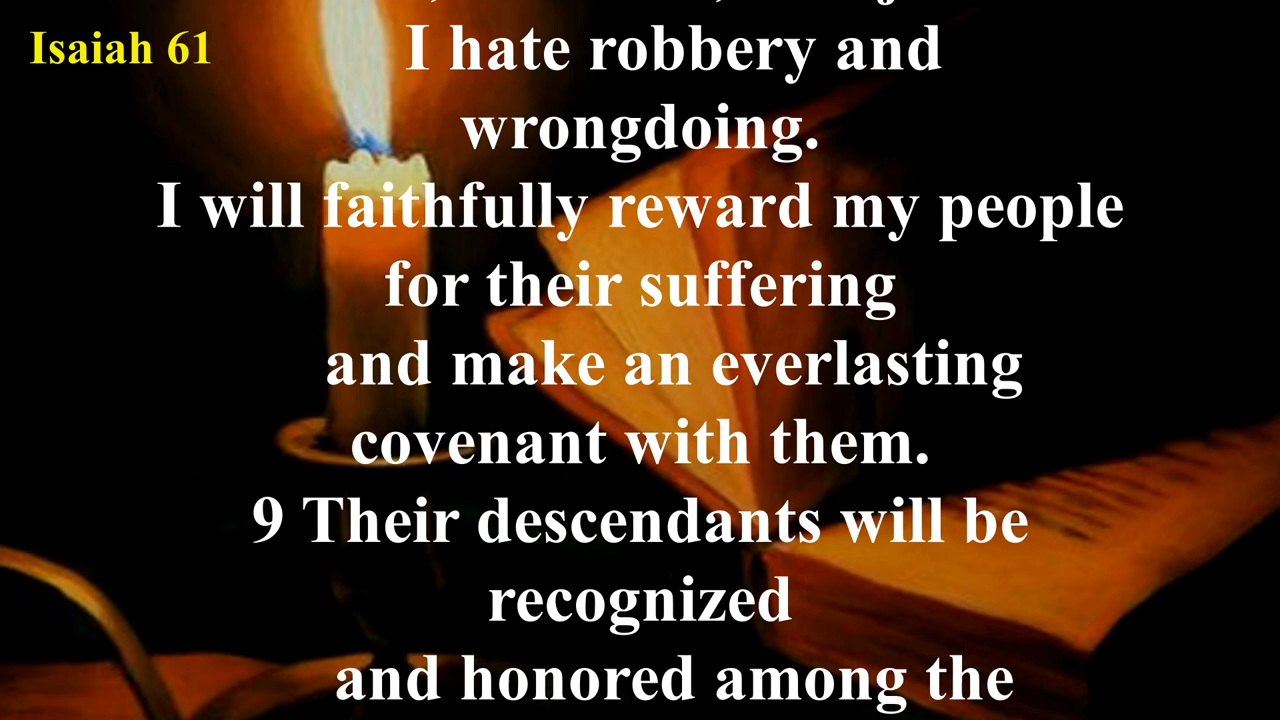 Isaiah 61
I hate robbery and
wrongdoing.
I will faithfully reward my people
for their suffering
and make an everlasting
covenant with them.
9 Their descendants will be
recognized
and honored among the